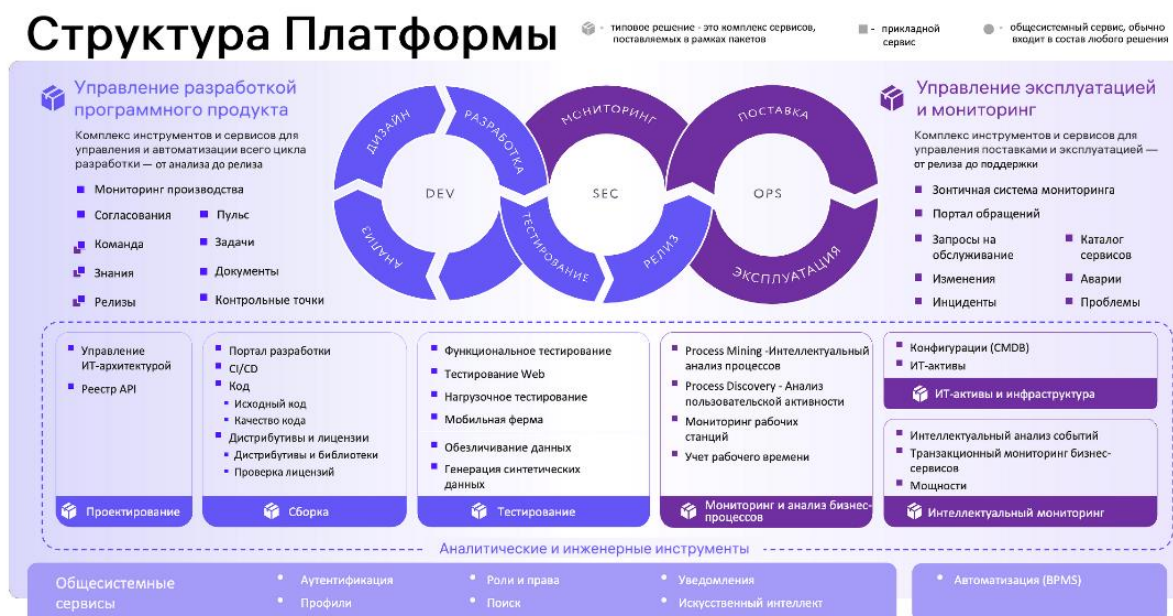 Структура Платформы
- типовое решение - это комплекс сервисов,
поставляемых в рамках пакетов
- прикладной
сервис
- общесистемный сервис, обычно
входит в состав любого решения
Управление разработкой
программного продукта
Комплекс инструментов и сервисов для
управления и автоматизации всего цикла
разработки — от анализа до релиза
Мониторинг производства
Согласования
Пульс
Команда
Задачи
Знания
Документы
Релизы
Контрольные точки
ДИЗАЙН
РАЗРАБОТКА
АНАЛИЗ
DEV
МОНИТОРИНГ
SEC
ТЕСТИРОВАНИЕ
РЕЛИЗ
ПОСТАВКА
OPS
ЭКСПЛУАТАЦИЯ
Управление эксплуатацией
и мониторинг
Комплекс инструментов и сервисов для
управления поставками и эксплуатацией —
от релиза до поддержки
Зонтичная система мониторинга
Портал обращений
Запросы на
обслуживание
Каталог
сервисов
Изменения
Аварии
Инциденты
Проблемы
Управление
ИТ-архитектурой
Реестр API
Проектирование
Портал разработки
CI/CD
Код
Исходный код
Качество кода
Дистрибутивы и лицензии
Дистрибутивы и библиотеки
Проверка лицензий
Сборка
Функциональное тестирование
Тестирование Web
Нагрузочное тестирование
Мобильная ферма
Обезличивание данных
Генерация синтетических
данных
Тестирование
Process Mining -Интеллектуальный
анализ процессов
Process Discovery - Анализ
пользовательской активности
Мониторинг рабочих
станций
Учет рабочего времени
Мониторинг и анализ бизнес-
процессов
Конфигурации (CMDB)
ИТ-активы
ИТ-активы и инфраструктура
Интеллектуальный анализ событий
Транзакционный мониторинг бизнес-
сервисов
Мощности
Интеллектуальный мониторинг
Аналитические и инженерные инструменты
Общесистемные
сервисы
Аутентификация
Профили
Роли и права
Поиск
Уведомления
Искусственный интеллект
Автоматизация (BPMS)